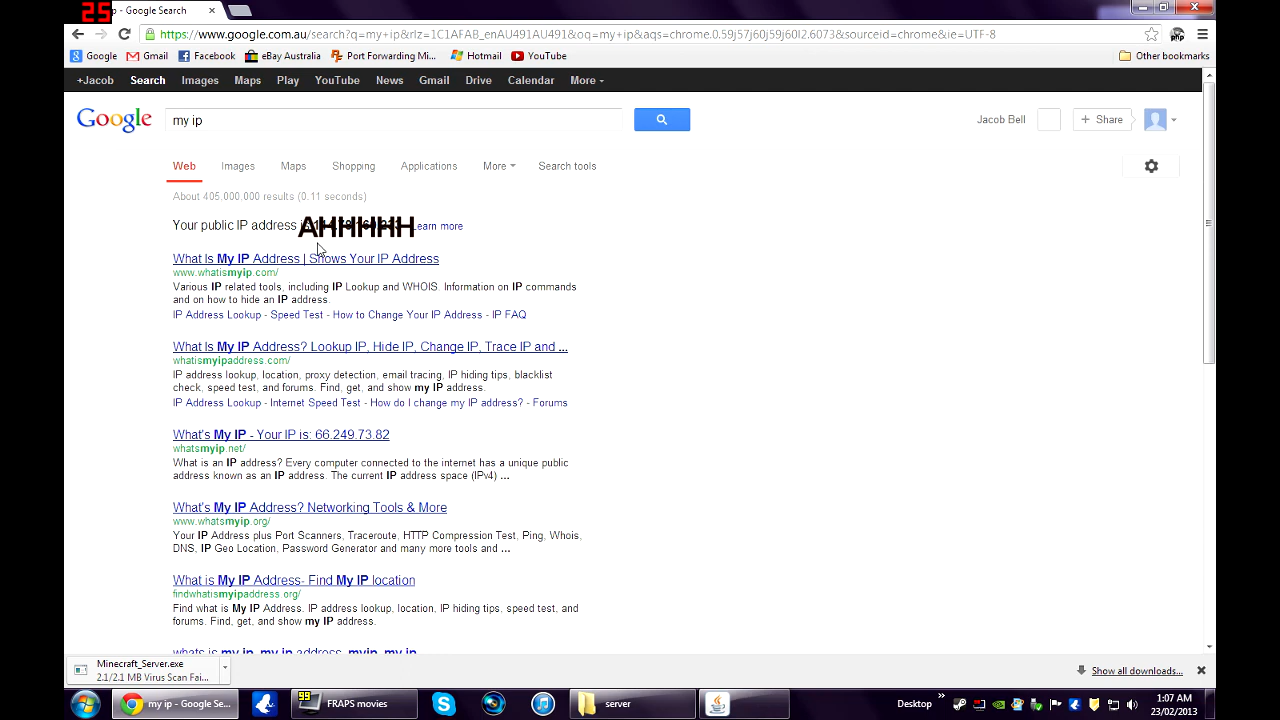 25
p - Google Search
https://www.google.com.au/search?q=my+ip&rlz=1C1AFAB_enAU491AU491&oq=my+ip&aqs=chrome.0.59j57j60j59j60l2.6073&sourceid=chrome&ie=UTF-8
Google Gmail Facebook eBay Australia Port Forwarding Mi... Hotmail YouTube Other bookmarks
+Jacob Search Images Maps Play YouTube News Gmail Drive Calendar More
Google my ip Jacob Bell + Share
Web Images Maps Shopping Applications More Search tools
About 405,000,000 results (0.11 seconds)
Your public IP address AHHHHH earn more
What Is My IP Address | Shows Your IP Address
www.whatismyip.com/
Various IP related tools, including IP Lookup and WHOIS. Information on IP commands
and on how to hide an IP address.
IP Address Lookup - Speed Test - How to Change Your IP Address - IP FAQ
What Is My IP Address? Lookup IP, Hide IP, Change IP, Trace IP and ...
whatismyipaddress.com/
IP address lookup, location, proxy detection, email tracing, IP hiding tips, blacklist
check, speed test, and forums. Find, get, and show my IP address.
IP Address Lookup - Internet Speed Test - How do I change my IP address? - Forums
What's My IP - Your IP is: 66.249.73.82
whatsmyip.net/
What is an IP address? Every computer connected to the internet has a unique public
address known as an IP address. The current IP address space (IPv4) ...
What's My IP Address? Networking Tools & More
www.whatsmyip.org/
Your IP Address plus Port Scanners, Traceroute, HTTP Compression Test, Ping, Whois,
DNS, IP Geo Location, Password Generator and many more tools and ...
What is My IP Address- Find My IP location
findwhatismyipaddress.org/
Find what is My IP Address. IP address lookup, location, IP hiding tips, speed test, and
forums. Find, get, and show my IP address.
whats is my ip, my ip address, myip, my ip
Minecraft_Server.exe
2.1/2.1 MB Virus Scan Fai...
Show all downloads...
my ip - Google Se... 99 FRAPS movies server Desktop 1:07 AM
23/02/2013